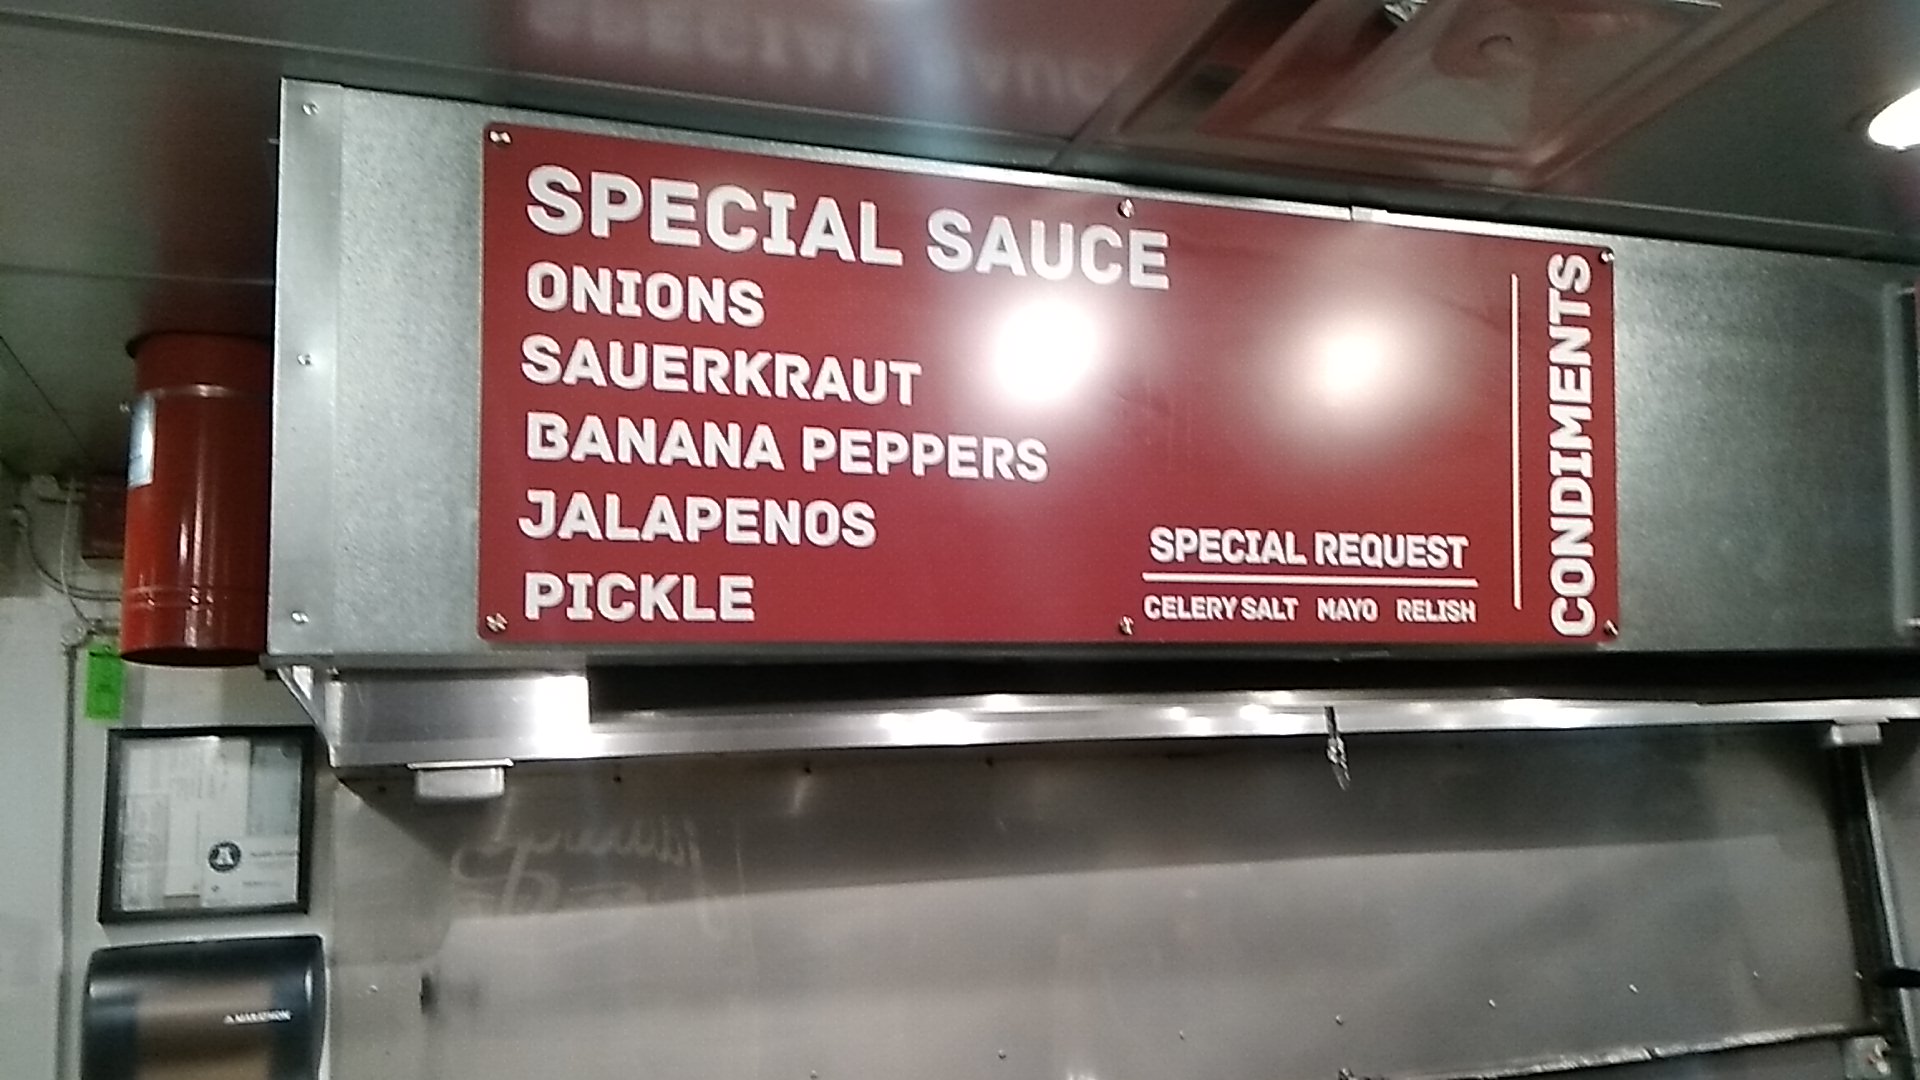 SPECIAL SAUCE
ONIONS
SAUERKRAUT
BANANA PEPPERS
JALAPENOS
PICKLE
SPECIAL REQUEST
CELERY SALT MAYO RELISH
CONDIMENTS